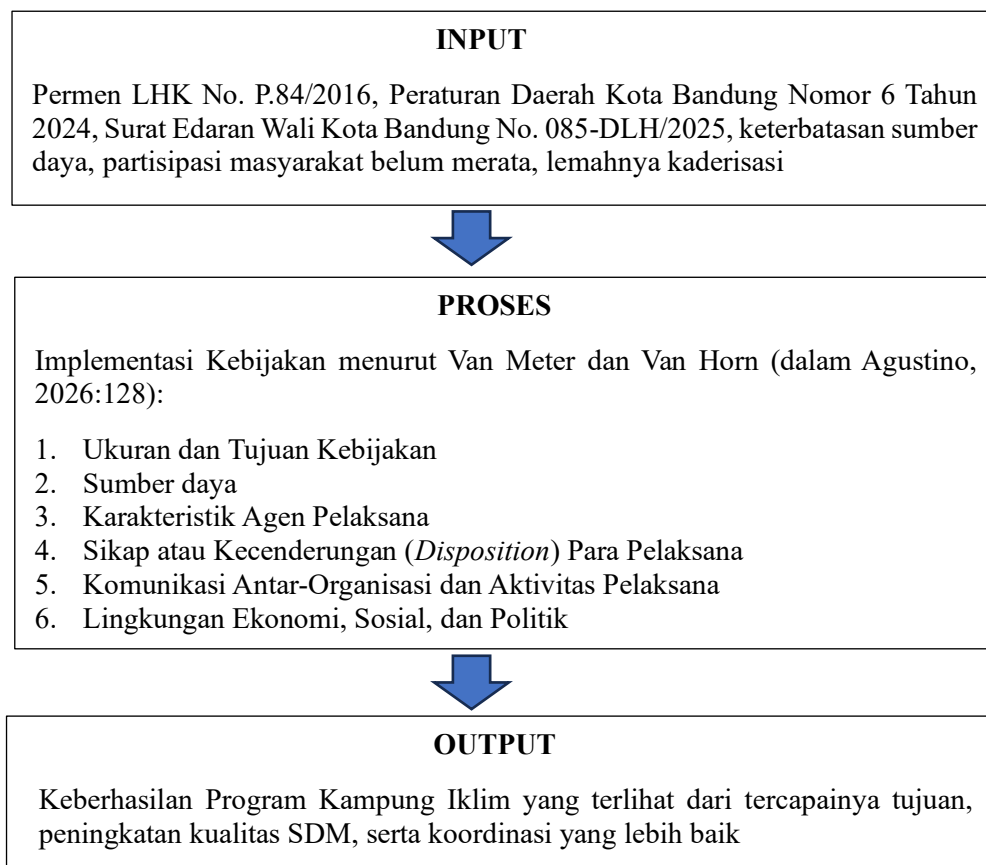 INPUT
Permen LHK No. P.84/2016, Peraturan Daerah Kota Bandung Nomor 6 Tahun
2024, Surat Edaran Wali Kota Bandung No. 085-DLH/2025, keterbatasan sumber
daya, partisipasi masyarakat belum merata, lemahnya kaderisasi
PROSES
Implementasi Kebijakan menurut Van Meter dan Van Horn (dalam Agustino,
2026:128):
1. Ukuran dan Tujuan Kebijakan
2. Sumber daya
3. Karakteristik Agen Pelaksana
4. Sikap atau Kecenderungan (Disposition) Para Pelaksana
5. Komunikasi Antar-Organisasi dan Aktivitas Pelaksana
6. Lingkungan Ekonomi, Sosial, dan Politik
OUTPUT
Keberhasilan Program Kampung Iklim yang terlihat dari tercapainya tujuan,
peningkatan kualitas SDM, serta koordinasi yang lebih baik